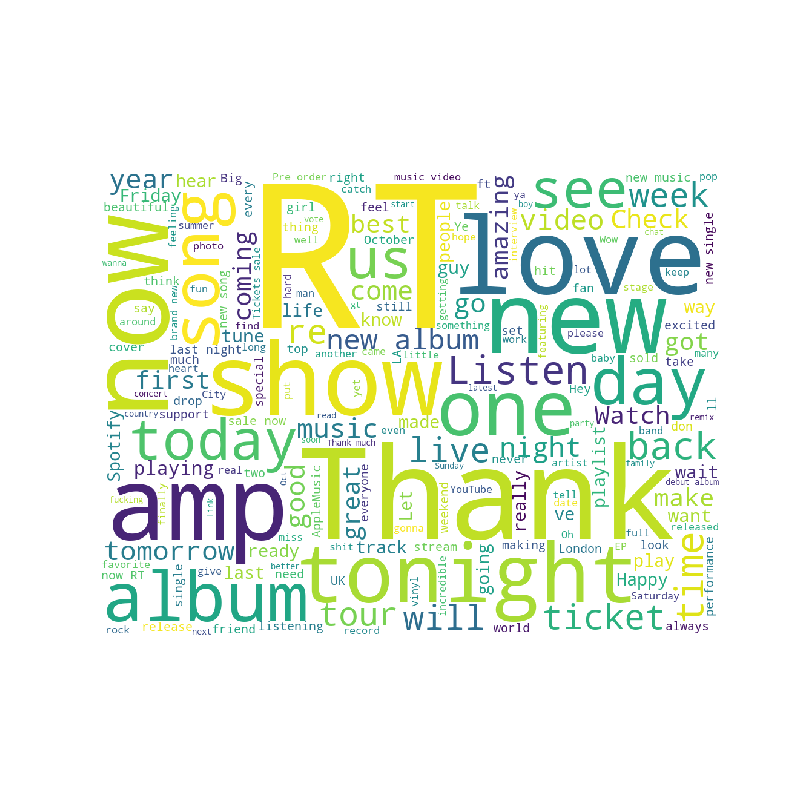 year
hear
Big
every
Pre order
right
music video
ft
ya
see
new music
pop
Friday
beautiful
feeling
song
coming
girl
catch
feel
start
talk
people
amazing
interview
boy
week
summer
vote
thing
well
best
October
Ye
hope
Wow
chat
video
Check
new single
now
wanna
photo
RT
love
think
fun
Tickets sale
hard
man
us
xt
still
guy
getting
hit
lot
fan
keep
stage
say
around
brand new
new song
find
life
come
know
something
go
new
way
excited
cover
last night
City
tune
long
top
another
new album
came
LA
little
set
work
featuring
please
got
sold
many
take
much
heart
special
first
re
show
put
yet
made
Listen
latest
Hey
baby
day
ll
drop
concert
country
support
read
one
party
Watch
band
remix
don
Spotify
today
sale now
music
soon
Thank much
live
night
never
artist
back
family
debut album
playing
real
two
good
AppleMusic
great
everyone
Sunday
YouTube
really
tell
playlist
wait
fucking
finally
link
amp
Thank
Let
weekend
gonna
ve
make
want
full
released
tomorrow
ready
miss
shit
track
stream
going
making
Oh
London
EP
look
time
performance
favorite
now RT
single
give
last
need
better
tonight
UK
vinyl
incredible
date
play
Happy
Saturday
album
tour
will
ticket
rock
release
next
friend
listening
record
even
world
always